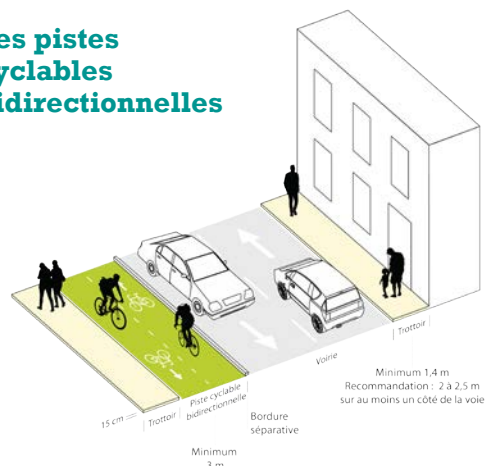 es pistes
yclables
idirectionnelles
Trottoir
Voirie
Minimum 1,4 m
Recommandation : 2 à 2,5 m
sur au moins un côté de la voie
15 cm
Trottoir
Piste cyclable
bidirectionnelle
Bordure
séparative
Minimum
3 m